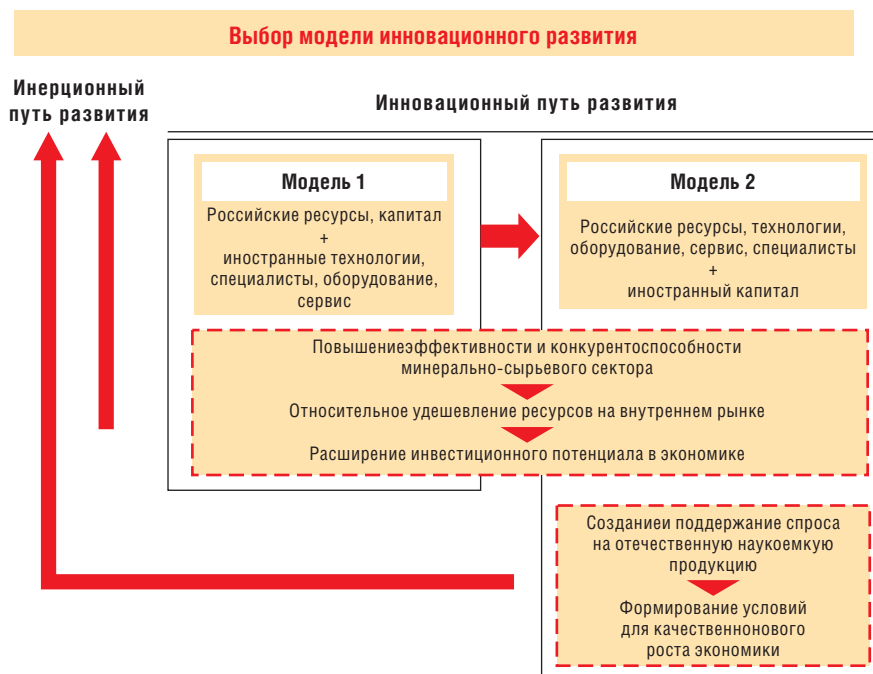 Выбор модели инновационного развития
Инерционный
путь развития
Инновационный путь развития
Модель 1
Российские ресурсы, капитал
+
иностранные технологии,
специалисты, оборудование,
сервис
Модель 2
Российские ресурсы, технологии,
оборудование, сервис, специалисты
+
иностранный капитал
Повышениеэффективности и конкурентоспособности
минерально-сырьевого сектора
Относительное удешевление ресурсов на внутреннем рынке
Расширение инвестиционного потенциала в экономике
Созданиеи поддержание спроса
на отечественную наукоемкую
продукцию
Формирование условий
для качественнонового
роста экономики